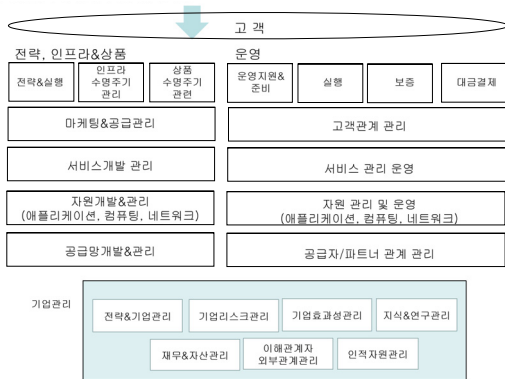 고 객
전략, 인프라&상품
운영
전략&실행
인프라
수명주기
관리
상품
수명주기
관련
운영지원&
준비
실행
보증
대금결제
마케팅&공급관리
고객관계 관리
서비스개발 관리
서비스 관리 운영
자원개발&관리
(애플리케이션, 컴퓨팅, 네트워크)
자원 관리 및 운영
(애플리케이션, 컴퓨팅, 네트워크)
공급망개발&관리
공급자/파트너 관계 관리
기업관리
전략&기업관리
기업리스크관리
기업효과성관리
지식&연구관리
재무&자산관리
이해관계자
외부관계관리
인적자원관리